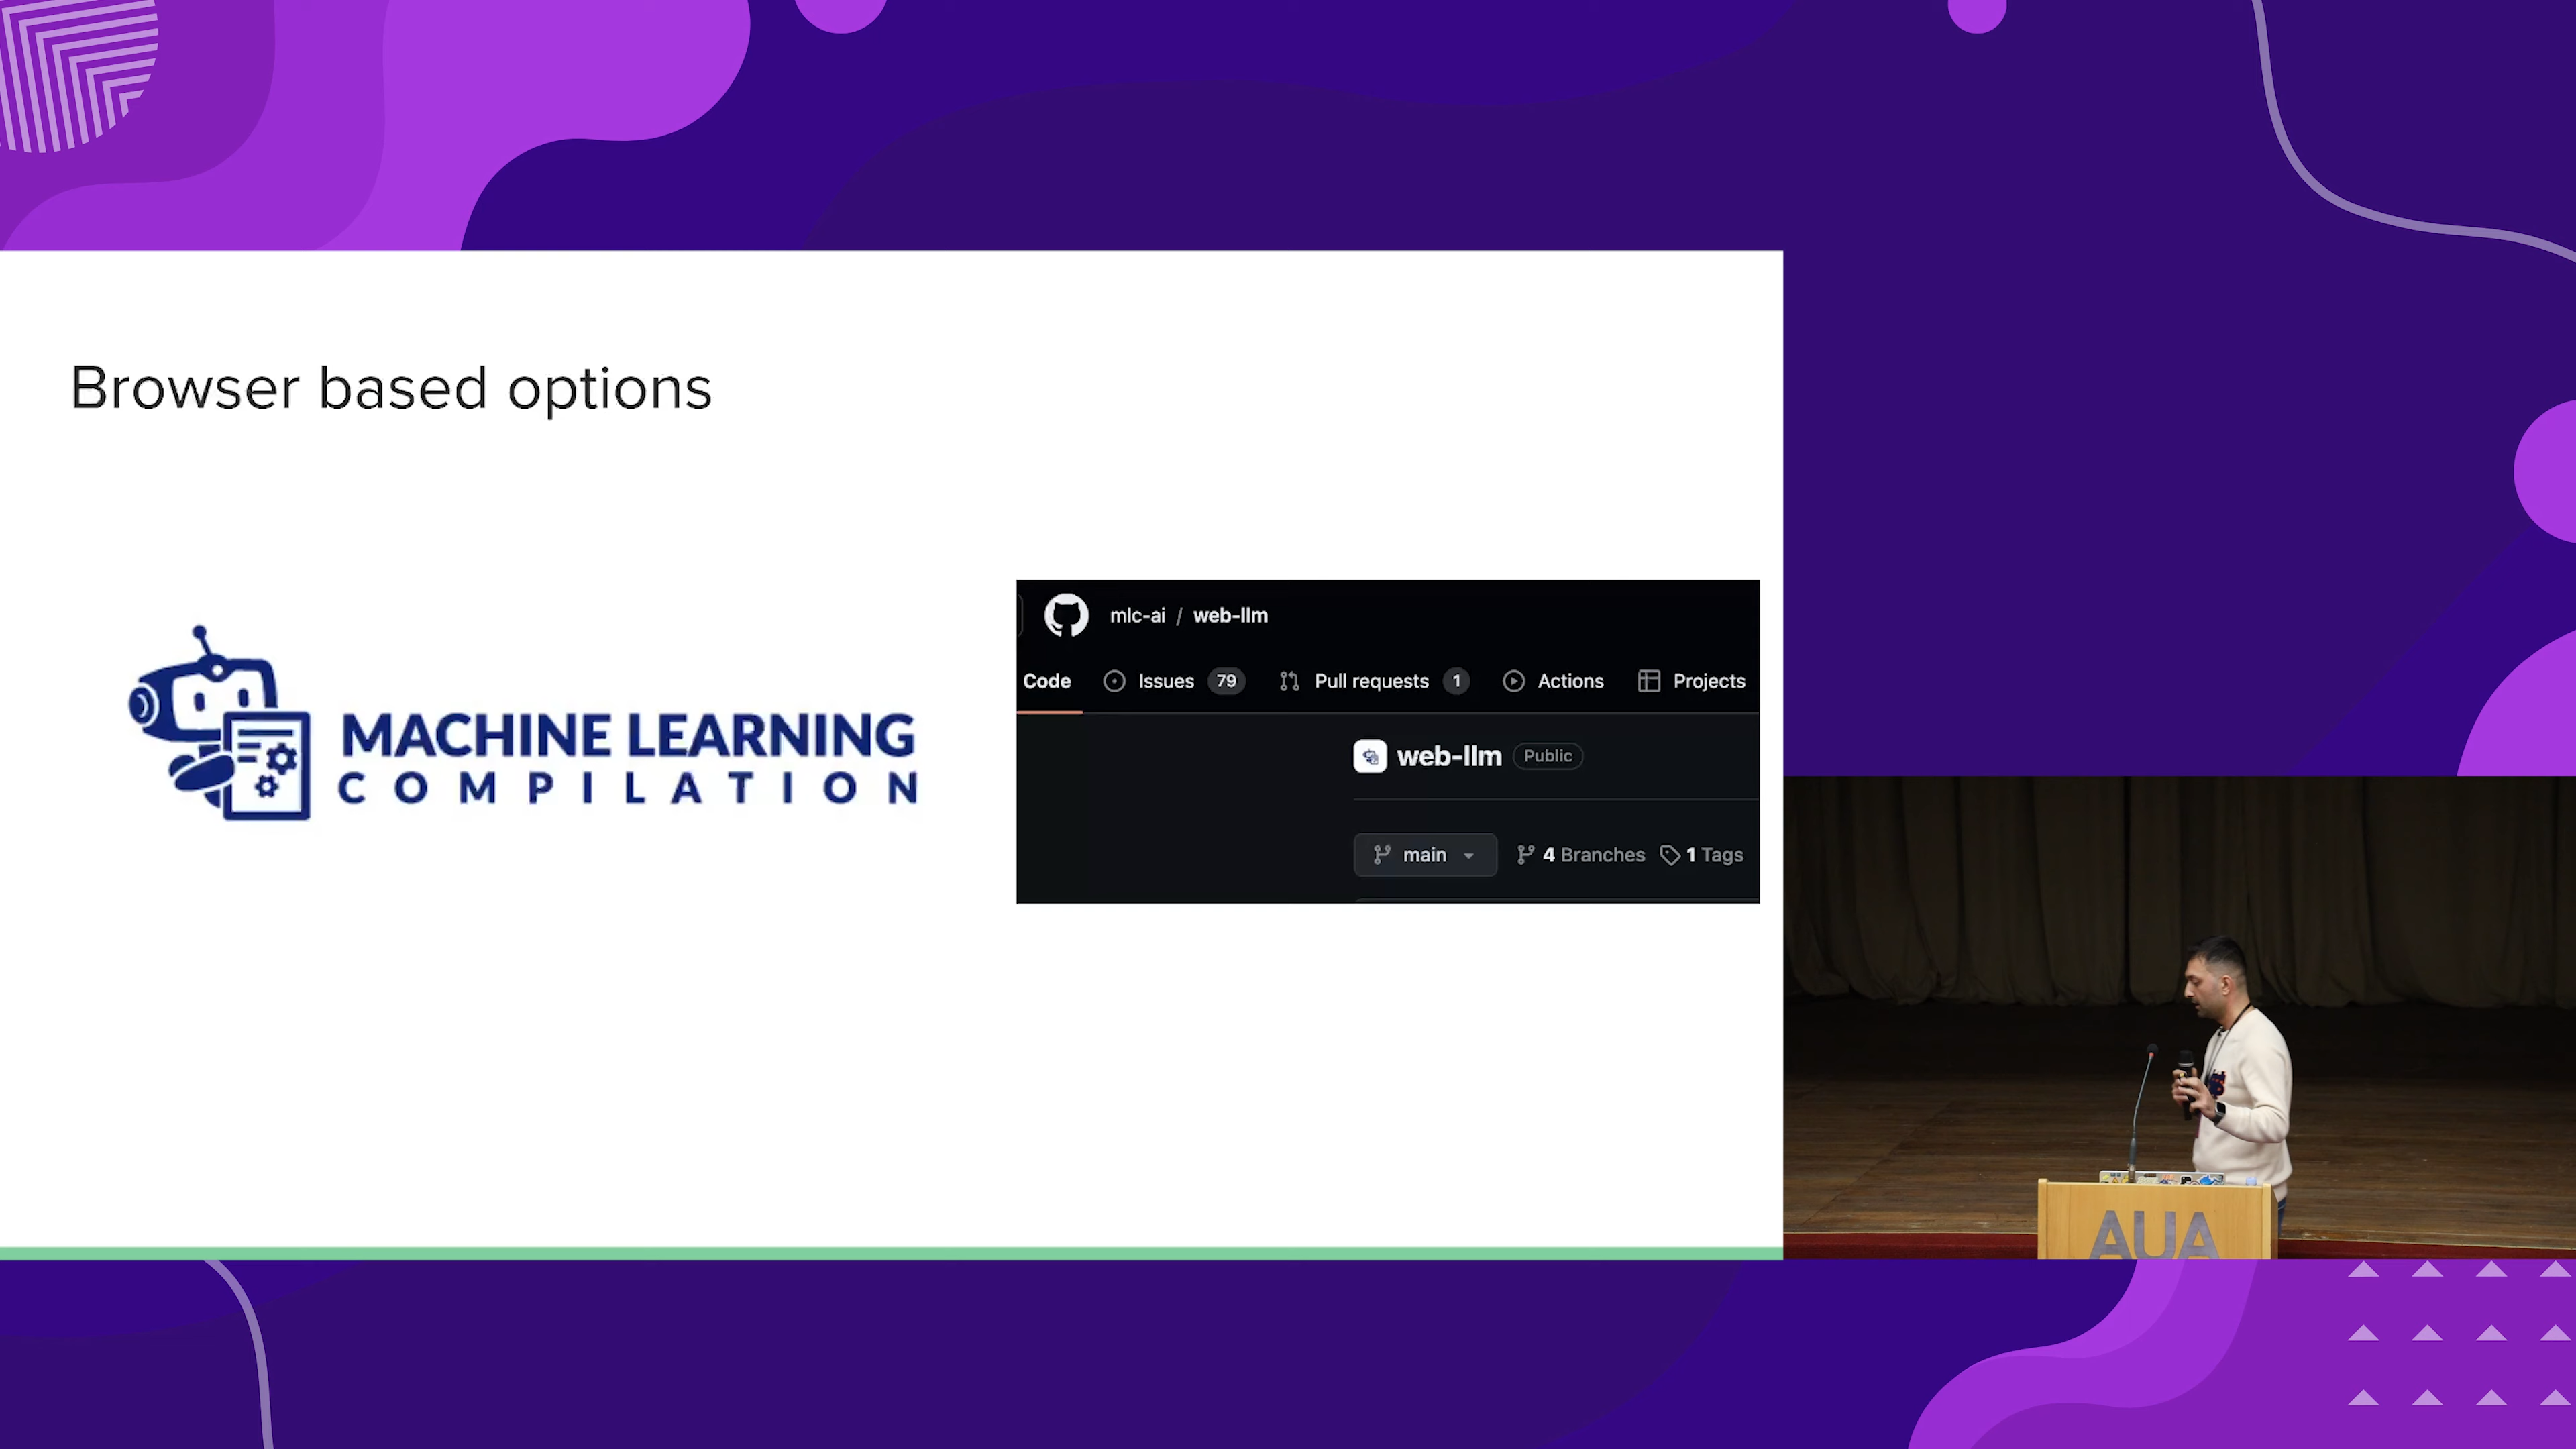 Browser based options
MACHINE LEARNING
COMPILATION
mlc-ai / web-llm
Code Issues 79 Pull requests 1 Actions Projects
web-llm Public
main 4 Branches 1 Tags
AUA